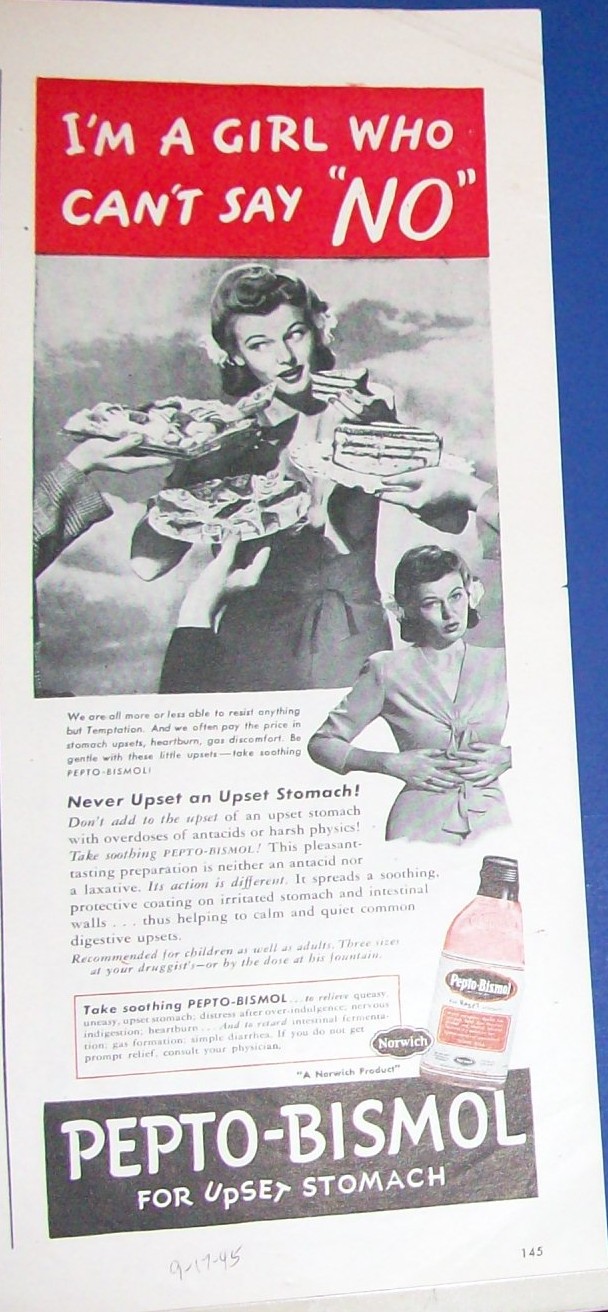 I'M A GIRL WHO
CAN'T SAY "NO"
We are all more or less able to resist anything
but Temptation. And we often pay the price in
stomach upsets, heartburn, gas discomfort. Be
gentle with these little upsets—take soothing
PEPTO-BISMOL!
Never Upset an Upset Stomach!
Don't add to the upset of an upset stomach
with overdoses of antacids or harsh physics!
Take soothing PEPTO-BISMOL! This pleasant-
tasting preparation is neither an antacid nor
a laxative. Its action is different. It spreads a soothing,
protective coating on irritated stomach and intestinal
walls . . . thus helping to calm and quiet common
digestive upsets.
Recommended for children as well as adults. Three sizes
at your druggist's—or by the dose at his fountain.
Take soothing PEPTO-BISMOL...to relieve queasy,
uneasy, upset stomach; distress after over-indulgence; nervous
indigestion; heartburn . . . And to retard intestinal fermenta-
tion; gas formation; simple diarrhea. If you do not get
prompt relief, consult your physician.
Pepto-Bismol
Norwich
"A Norwich Product"
PEPTO-BISMOL
FOR UPSET STOMACH
9-17-45
145